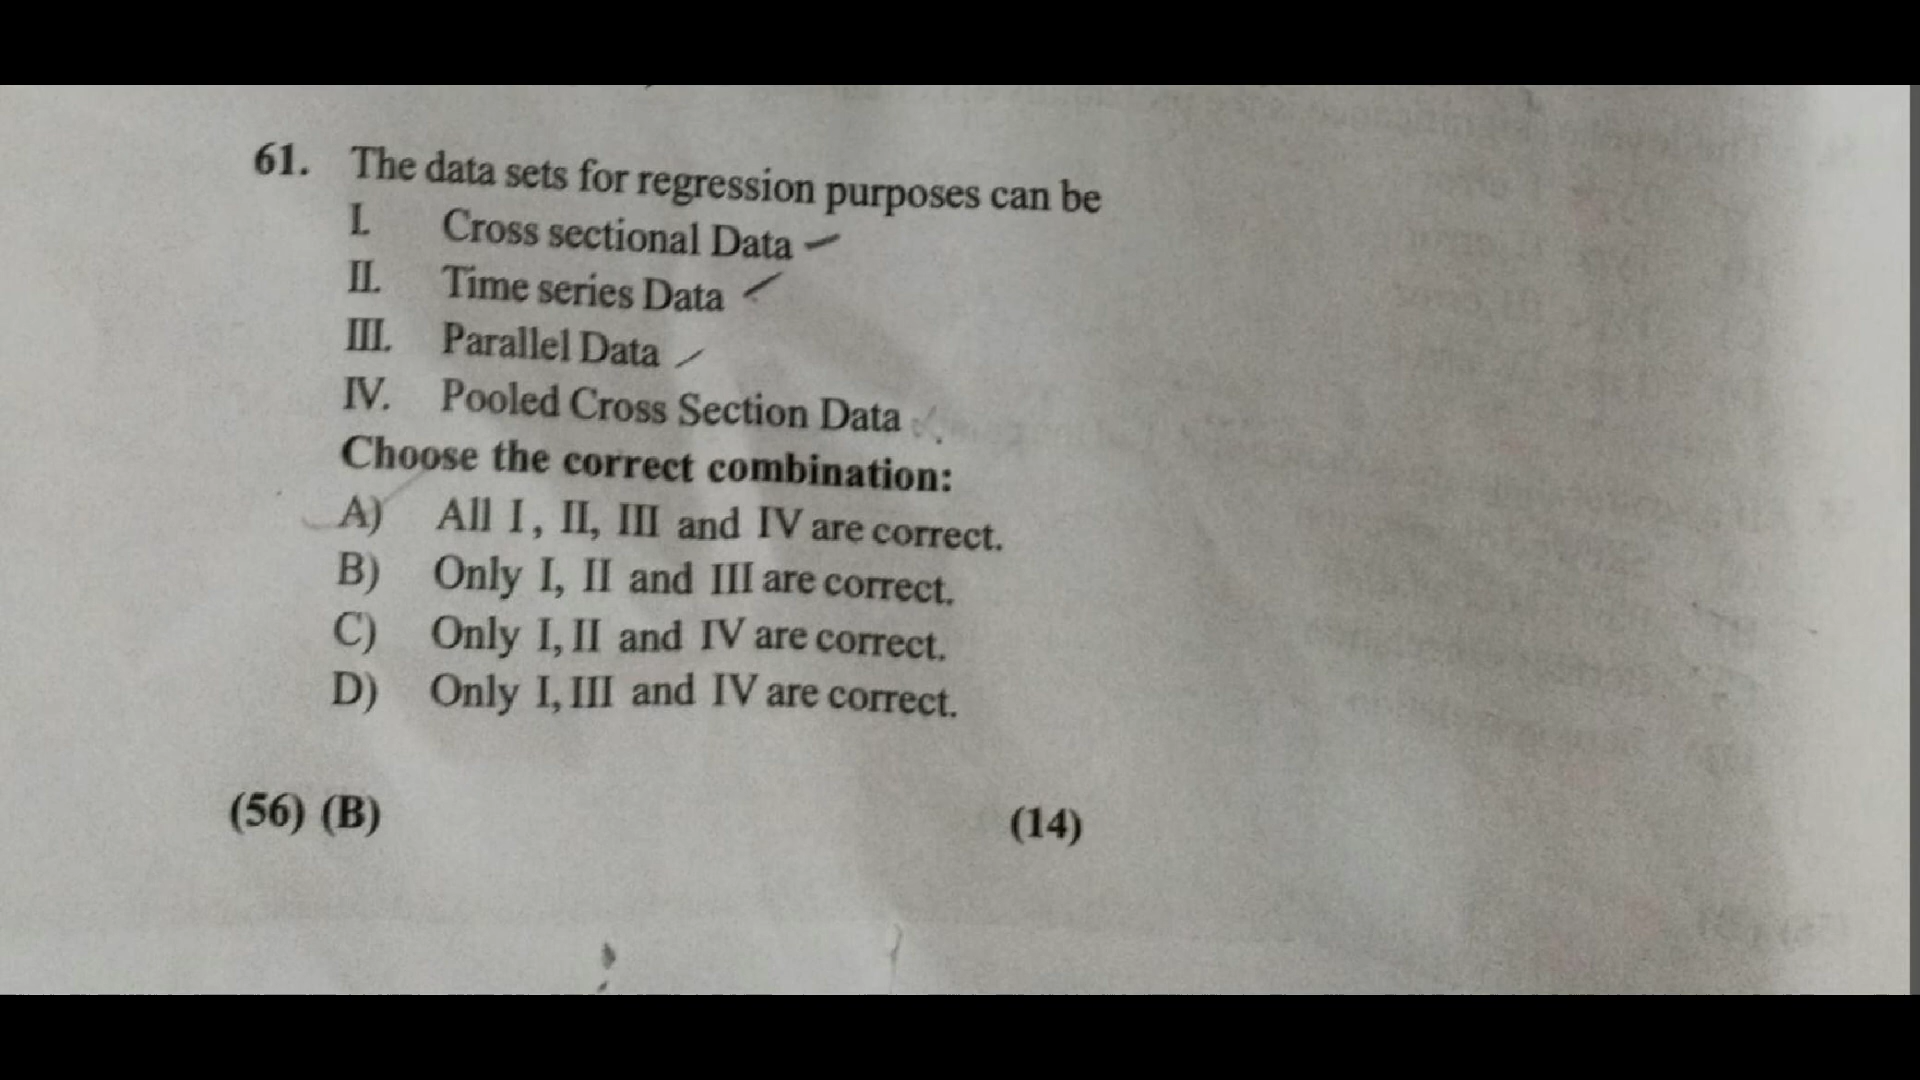 61. The data sets for regression purposes can be
I. Cross sectional Data
II. Time series Data
III. Parallel Data
IV. Pooled Cross Section Data
Choose the correct combination:
A) All I, II, III and IV are correct.
B) Only I, II and III are correct.
C) Only I, II and IV are correct.
D) Only I, III and IV are correct.
(56) (B) (14)